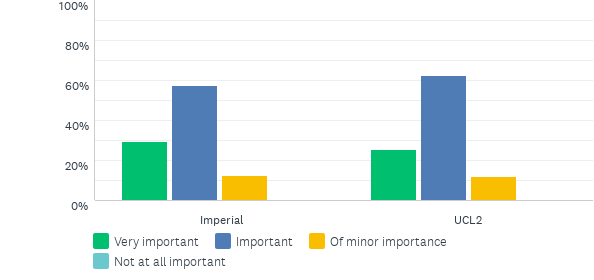 100%
80%
60%
40%
20%
0%
Imperial UCL2
Very important Important Of minor importance
Not at all important